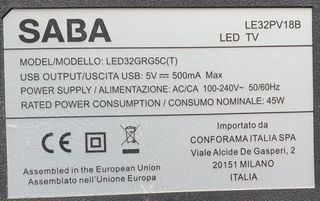 SABA
LE32PV18B
LED TV
MODEL/MODELLO: LED32GRG5C(T)
USB OUTPUT/USCITA USB: 5V⎓ 500mA Max
POWER SUPPLY / ALIMENTAZIONE: AC/CA 100-240V~ 50/60Hz
RATED POWER CONSUMPTION / CONSUMO NOMINALE: 45W
Assembled in the European Union
Assemblato nell'Unione Europea
Importato da
CONFORAMA ITALIA SPA
Viale Alcide De Gasperi, 2
20151 MILANO
ITALIA